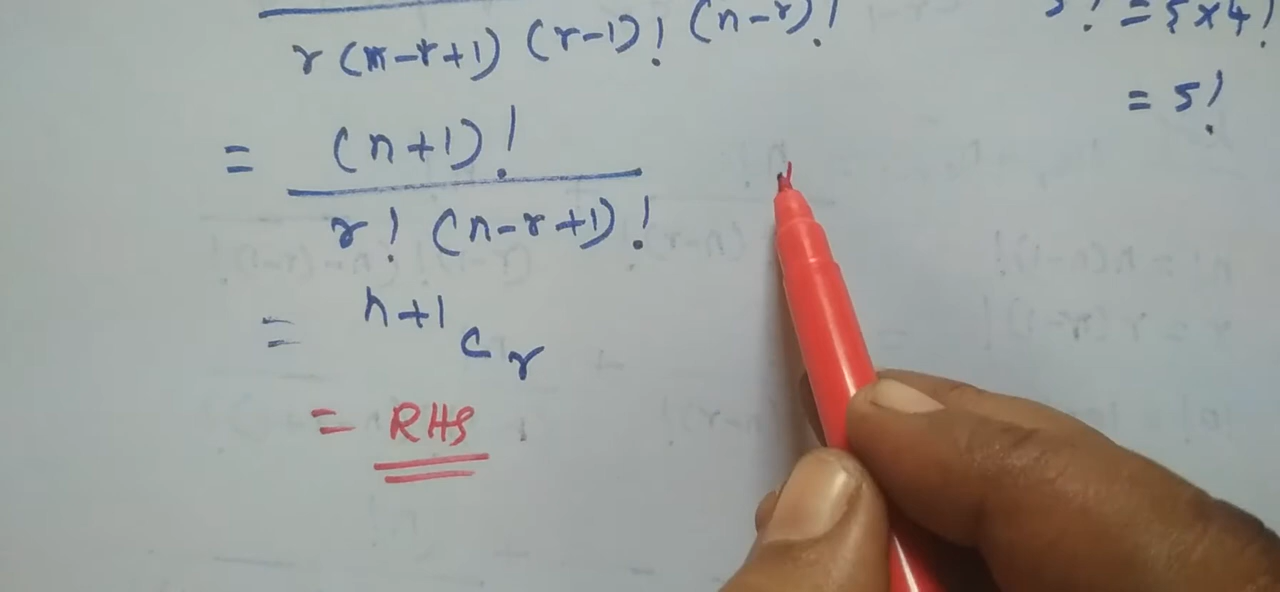 r (n-r+1) (r-1)! (n-r)!
= (n+1)!
r! (n-r+1)!
= n+1 C r
= RHS
= 5 x 4!
= 5!